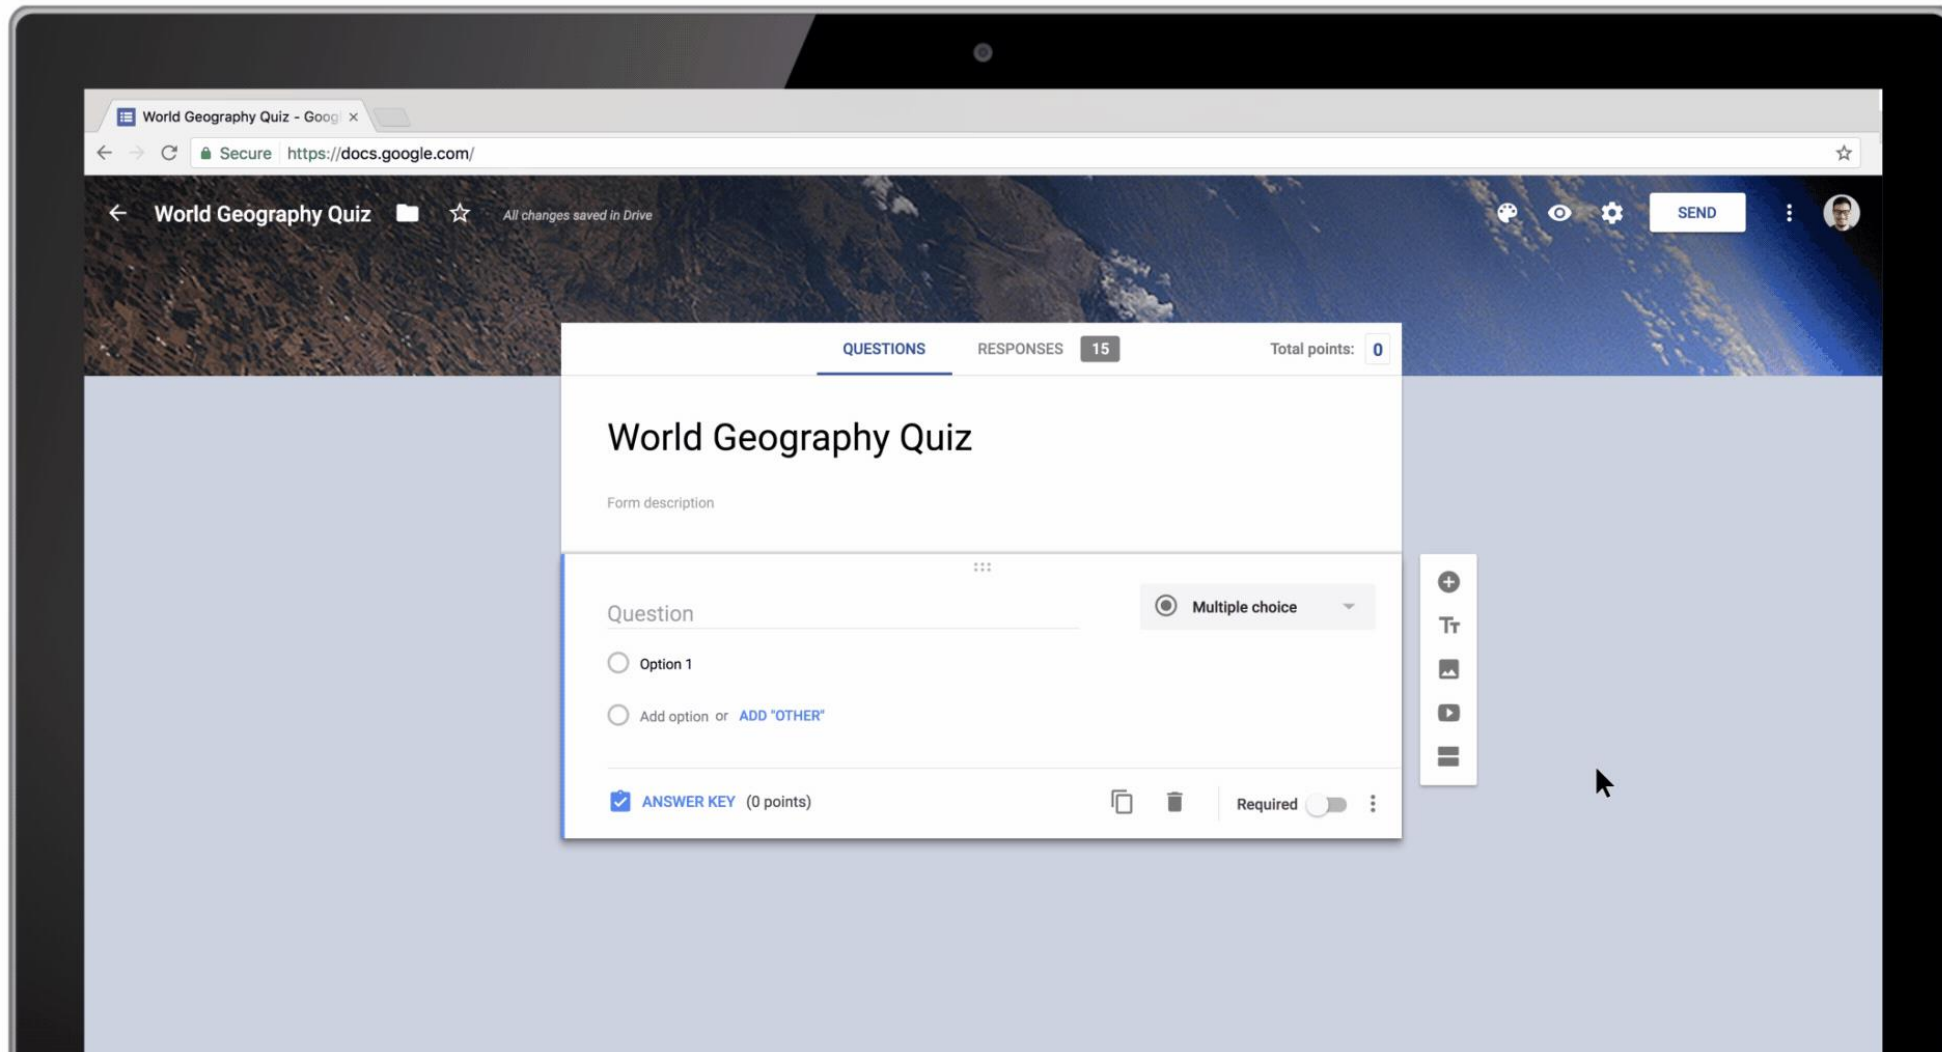 World Geography Quiz - Goog
Secure https://docs.google.com/
World Geography Quiz All changes saved in Drive SEND
QUESTIONS RESPONSES 15 Total points: 0
World Geography Quiz
Form description
Question Multiple choice
Tт
Option 1
Add option or ADD "OTHER"
ANSWER KEY (0 points) Required